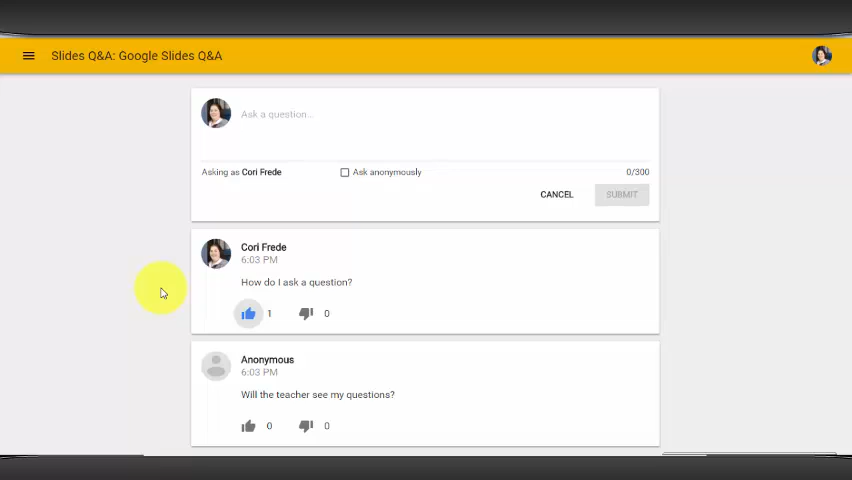 Slides Q&A: Google Slides Q&A
Ask a question...
Asking as Cori Frede
Ask anonymously
0/300
CANCEL
SUBMIT
Cori Frede
6:03 PM
How do I ask a question?
1
0
Anonymous
6:03 PM
Will the teacher see my questions?
0
0